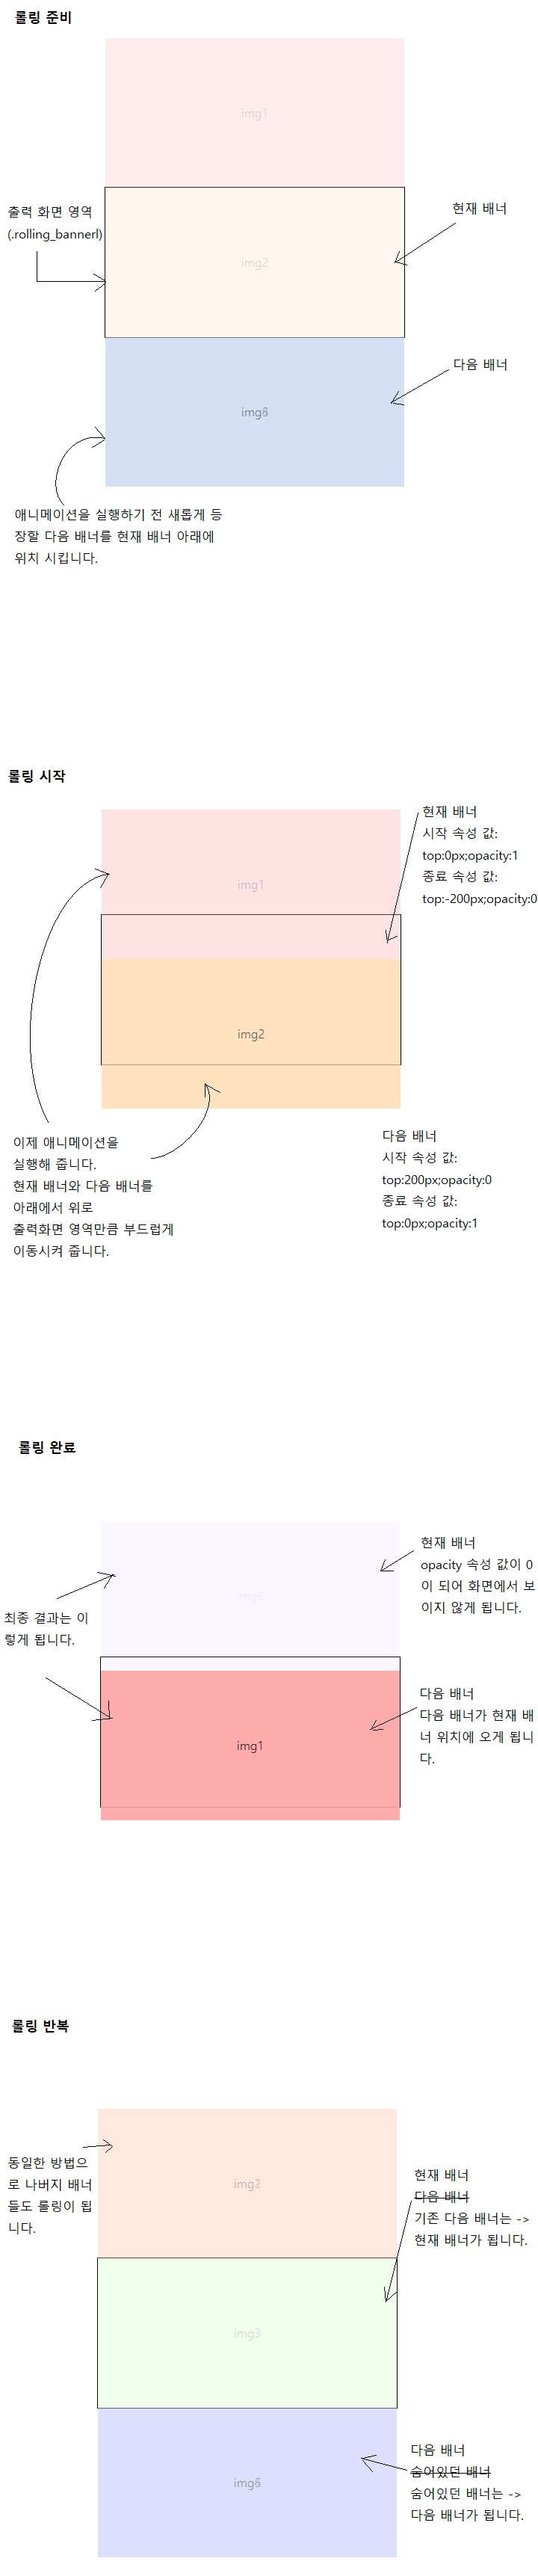 롤링 준비
img1
출력 화면 영역
(.rolling_bannerl)
현재 배너
img2
다음 배너
img6
애니메이션을 실행하기 전 새롭게 등
장할 다음 배너를 현재 배너 아래에
위치 시킵니다.
롤링 시작
현재 배너
시작 속성 값:
top:0px;opacity:1
종료 속성 값:
top:-200px;opacity:0
img1
img2
이제 애니메이션을
실행해 줍니다.
현재 배너와 다음 배너를
아래에서 위로
출력화면 영역만큼 부드럽게
이동시켜 줍니다.
다음 배너
시작 속성 값:
top:200px;opacity:0
종료 속성 값:
top:0px;opacity:1
롤링 완료
현재 배너
opacity 속성 값이 0
이 되어 화면에서 보
이지 않게 됩니다.
img6
최종 결과는 이
렇게 됩니다.
다음 배너
다음 배너가 현재 배
너 위치에 오게 됩니
다.
img1
롤링 반복
동일한 방법으
로 나버지 배너
들도 롤링이 됩
니다.
img2
현재 배너
다음 배너
기존 다음 배너는 ->
현재 배너가 됩니다.
img3
다음 배너
숨어있던 배너
숨어있던 배너는 ->
다음 배너가 됩니다.
img6